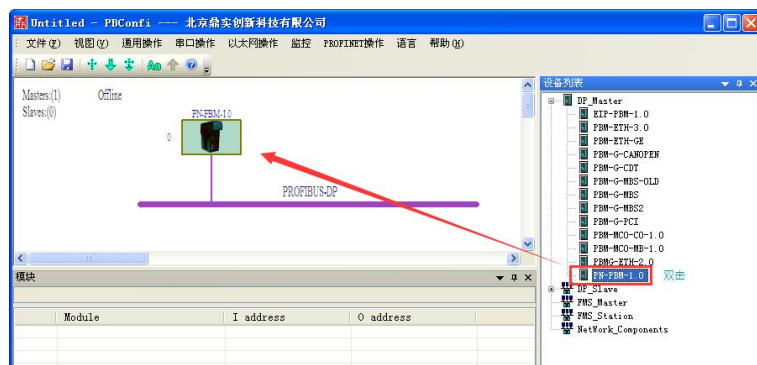 Untitled - PBConfi --- 北京鼎实创新科技有限公司
文件(F) 视图(V) 通用操作 串口操作 以太网操作 监控 PROFINET操作 语言 帮助(H)
Masters:(1) Offline
Slaves:(0)
PN-PBM-1.0
0
PROFIBUS-DP
设备列表
DP_Master
EIP-PBM-1.0
PBM-ETH-3.0
PBM-ETH-GE
PBM-G-CANOPEN
PBM-G-CDT
PBM-G-MBS-OLD
PBM-G-MBS
PBM-G-MBS2
PBM-G-PCI
PBM-MCO-CO-1.0
PBM-MCO-MB-1.0
PBMG-ETH-2.0
PN-PBM-1.0 双击
DP_Slave
FMS_Master
FMS_Station
NetWork_Components
模块
Module I address O address